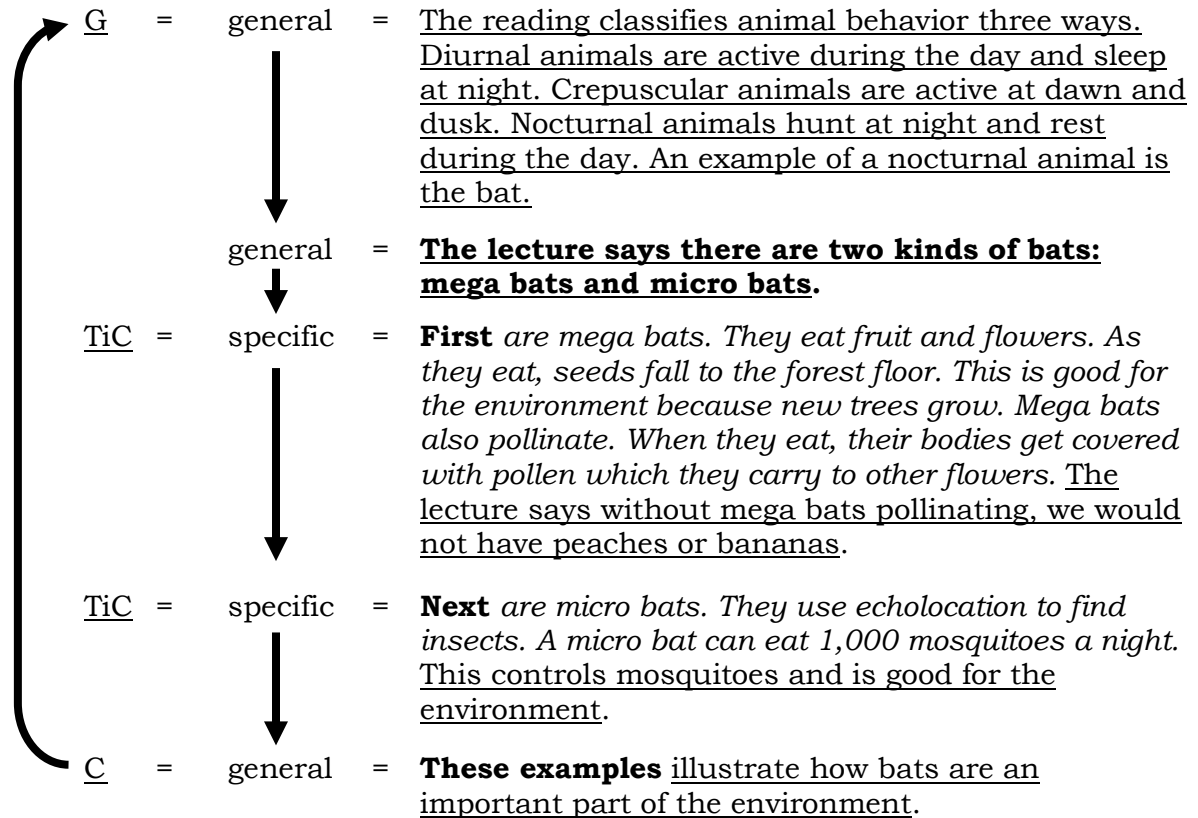 G = general = The reading classifies animal behavior three ways.
Diurnal animals are active during the day and sleep
at night. Crepuscular animals are active at dawn and
dusk. Nocturnal animals hunt at night and rest
during the day. An example of a nocturnal animal is
the bat.
general = The lecture says there are two kinds of bats:
mega bats and micro bats.
TiC = specific = First are mega bats. They eat fruit and flowers. As
they eat, seeds fall to the forest floor. This is good for
the environment because new trees grow. Mega bats
also pollinate. When they eat, their bodies get covered
with pollen which they carry to other flowers. The
lecture says without mega bats pollinating, we would
not have peaches or bananas.
TiC = specific = Next are micro bats. They use echolocation to find
insects. A micro bat can eat 1,000 mosquitoes a night.
This controls mosquitoes and is good for the
environment.
C = general = These examples illustrate how bats are an
important part of the environment.